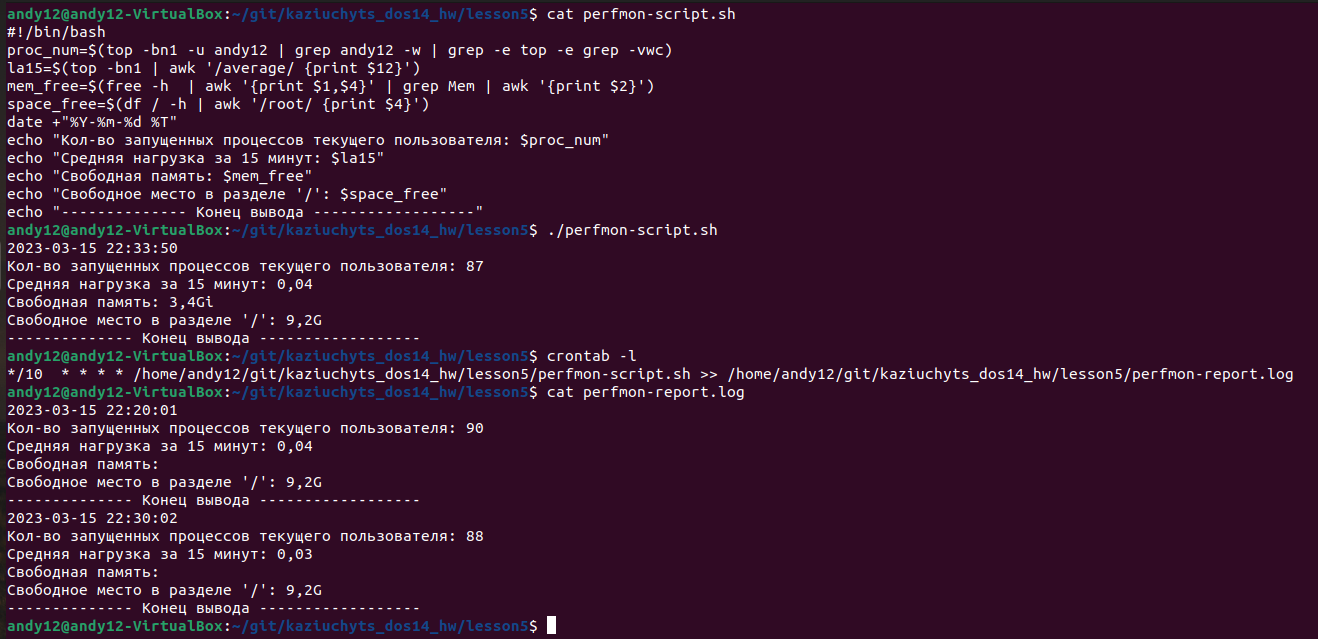 andy12@andy12-VirtualBox:~/git/kaziuchyts_dos14_hw/lesson5$ cat perfmon-script.sh
#!/bin/bash
proc_num=$(top -bn1 -u andy12 | grep andy12 -w | grep -e top -e grep -vwc)
la15=$(top -bn1 | awk '/average/ {print $12}')
mem_free=$(free -h  | awk '{print $1,$4}' | grep Mem | awk '{print $2}')
space_free=$(df / -h | awk '/root/ {print $4}')
date +"%Y-%m-%d %T"
echo "Кол-во запущенных процессов текущего пользователя: $proc_num"
echo "Средняя нагрузка за 15 минут: $la15"
echo "Свободная память: $mem_free"
echo "Свободное место в разделе '/': $space_free"
echo "-------------- Конец вывода ------------------"
andy12@andy12-VirtualBox:~/git/kaziuchyts_dos14_hw/lesson5$ ./perfmon-script.sh
2023-03-15 22:33:50
Кол-во запущенных процессов текущего пользователя: 87
Средняя нагрузка за 15 минут: 0,04
Свободная память: 3,4Gi
Свободное место в разделе '/': 9,2G
-------------- Конец вывода ------------------
andy12@andy12-VirtualBox:~/git/kaziuchyts_dos14_hw/lesson5$ crontab -l
*/10  * * * * /home/andy12/git/kaziuchyts_dos14_hw/lesson5/perfmon-script.sh >> /home/andy12/git/kaziuchyts_dos14_hw/lesson5/perfmon-report.log
andy12@andy12-VirtualBox:~/git/kaziuchyts_dos14_hw/lesson5$ cat perfmon-report.log
2023-03-15 22:20:01
Кол-во запущенных процессов текущего пользователя: 90
Средняя нагрузка за 15 минут: 0,04
Свободная память:
Свободное место в разделе '/': 9,2G
-------------- Конец вывода ------------------
2023-03-15 22:30:02
Кол-во запущенных процессов текущего пользователя: 88
Средняя нагрузка за 15 минут: 0,03
Свободная память:
Свободное место в разделе '/': 9,2G
-------------- Конец вывода ------------------
andy12@andy12-VirtualBox:~/git/kaziuchyts_dos14_hw/lesson5$